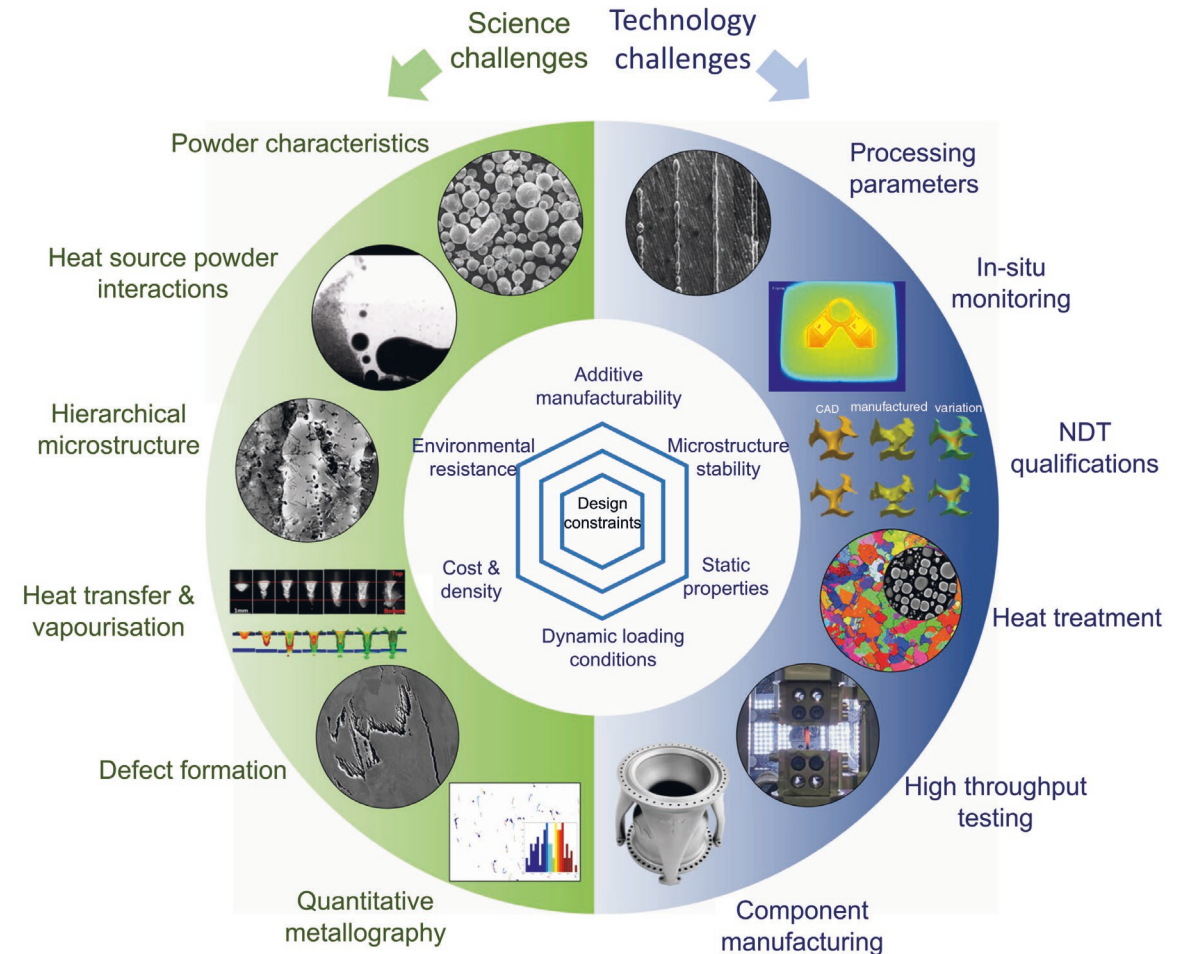 Science
challenges
Technology
challenges
Powder characteristics
Processing
parameters
Heat source powder
interactions
In-situ
monitoring
Hierarchical
microstructure
CAD
manufactured
variation
NDT
qualifications
Additive
manufacturability
Environmental
resistance
Microstructure
stability
Design
constraints
Cost &
density
Static
properties
Dynamic loading
conditions
Heat transfer &
vapourisation
Top
1mm
Bottom
Heat treatment
Defect formation
High throughput
testing
Quantitative
metallography
Component
manufacturing